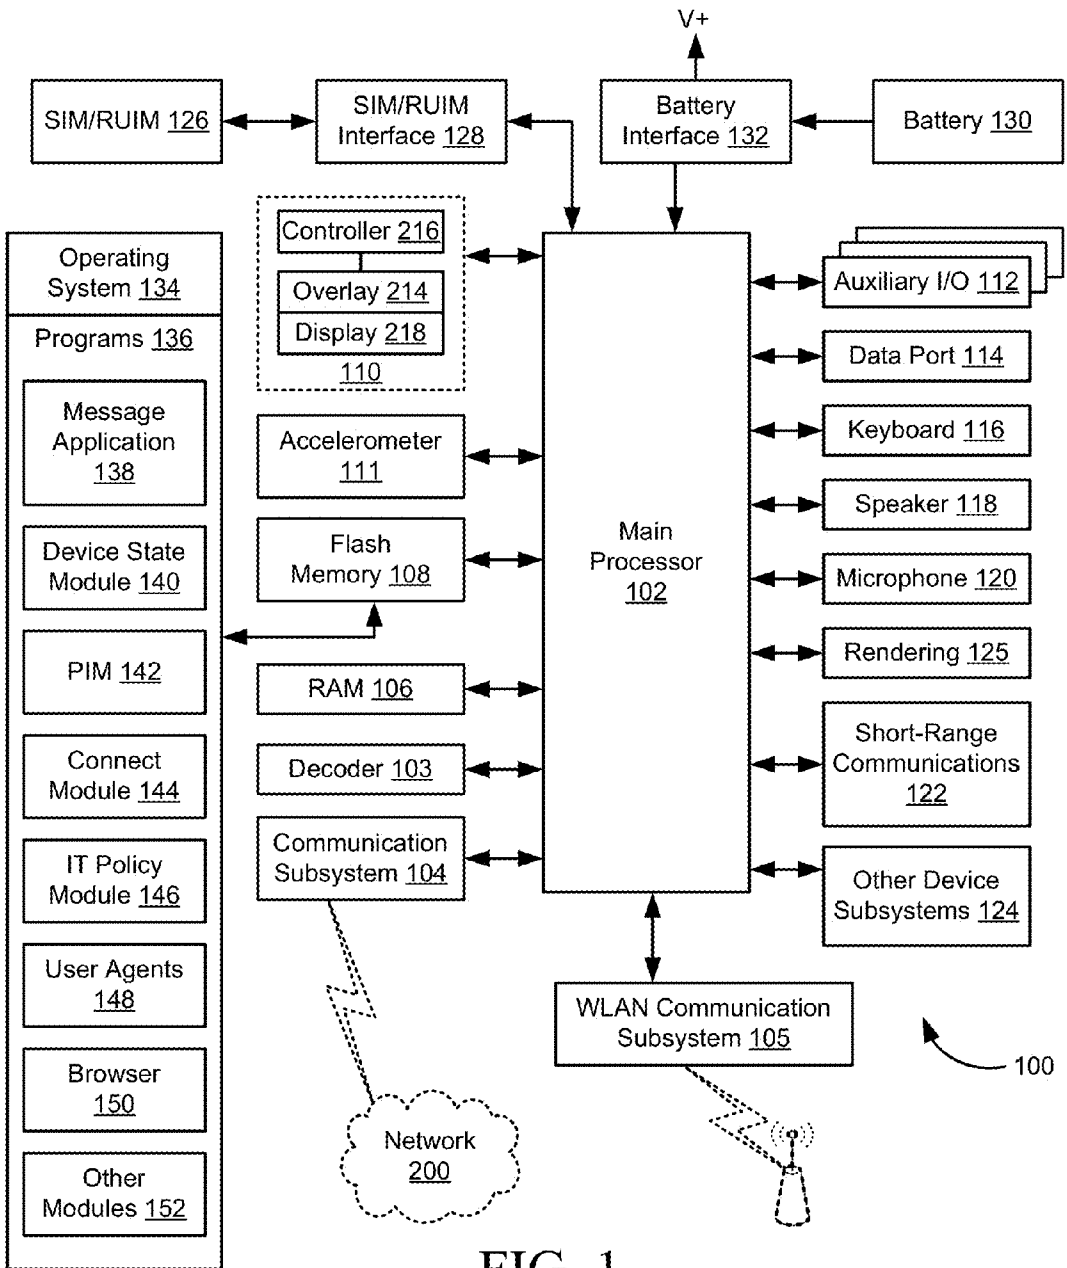 V+
SIM/RUIM 126
SIM/RUIM
Interface 128
Battery
Interface 132
Battery 130
Operating
System 134
Programs 136
Message
Application
138
Device State
Module 140
PIM 142
Connect
Module 144
IT Policy
Module 146
User Agents
148
Browser
150
Other
Modules 152
Controller 216
Overlay 214
Display 218
110
Accelerometer
111
Flash
Memory 108
RAM 106
Decoder 103
Communication
Subsystem 104
Main
Processor
102
Auxiliary I/O 112
Data Port 114
Keyboard 116
Speaker 118
Microphone 120
Rendering 125
Short-Range
Communications
122
Other Device
Subsystems 124
WLAN Communication
Subsystem 105
100
Network
200
FIG. 1